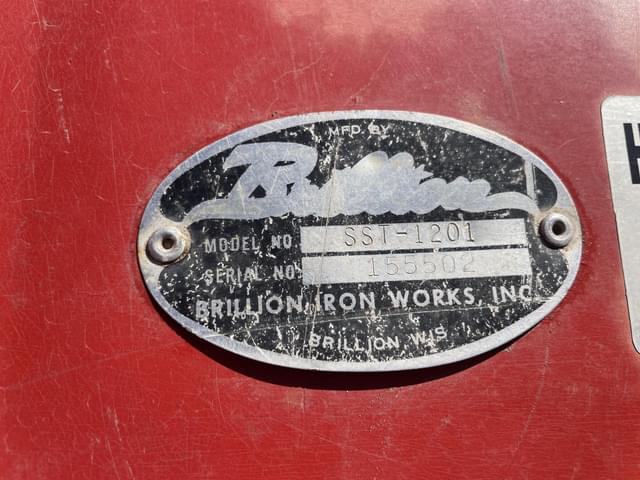 MFD. BY
Brillion
MODEL NO. SST-1201
SERIAL NO. 155502
BRILLION IRON WORKS, INC.
BRILLION, WIS.